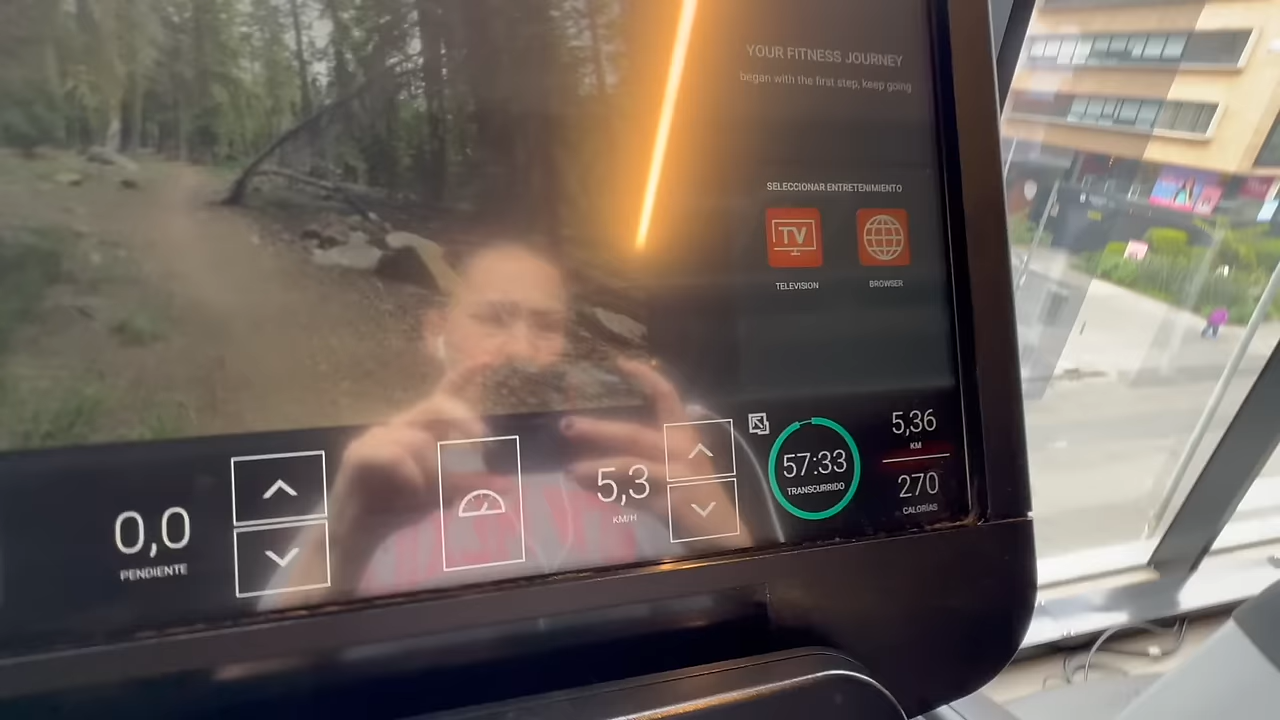 YOUR FITNESS JOURNEY
began with the first step, keep going
SELECCIONAR ENTRETENIMIENTO
TV
TELEVISION
BROWSER
0,0
PENDIENTE
5,3
KM/H
57:33
TRANSCURRIDO
5,36
KM
270
CALORÍAS